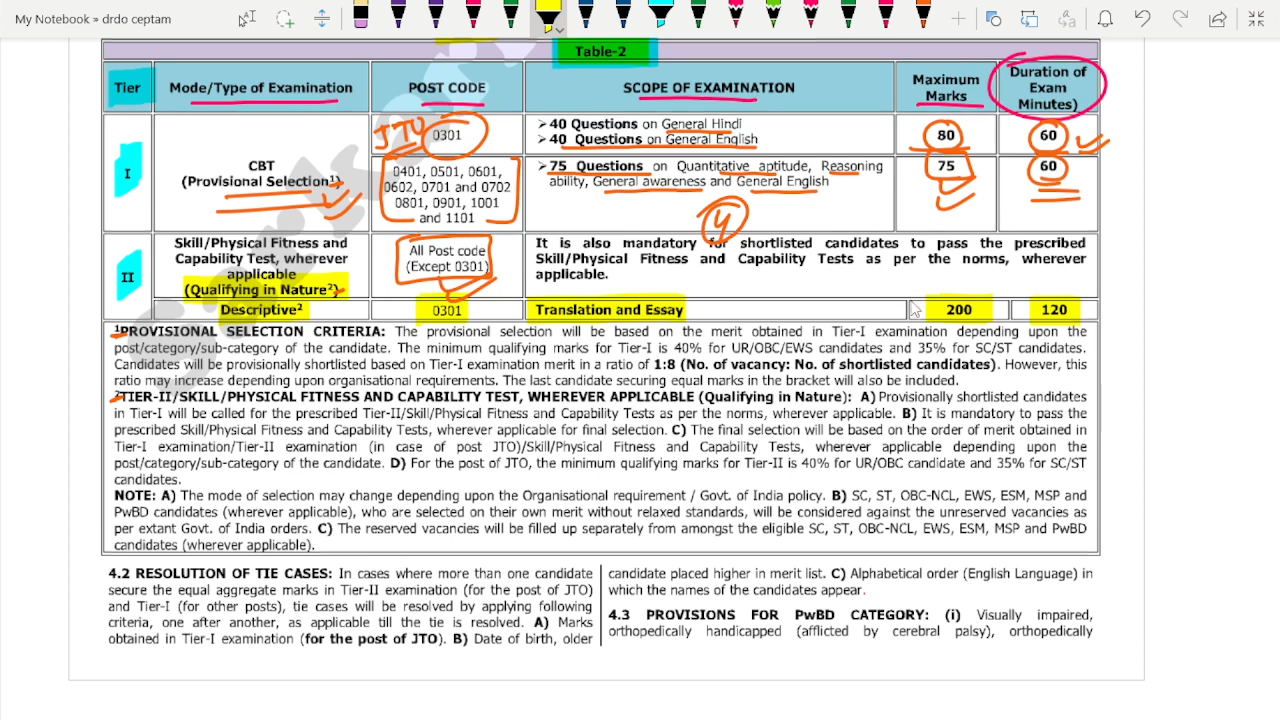 My Notebook » drdo ceptam
Table-2
Tier
Mode/Type of Examination
POST CODE
SCOPE OF EXAMINATION
Maximum
Marks
Duration of
Exam
Minutes)
I
CBT
(Provisional Selection¹)
JTO 0301
➢ 40 Questions on General Hindi
➢ 40 Questions on General English
80
60
0401, 0501, 0601,
0602, 0701 and 0702
0801, 0901, 1001
and 1101
➢ 75 Questions on Quantitative aptitude, Reasoning
ability, General awareness and General English
4
75
60
II
Skill/Physical Fitness and
Capability Test, wherever
applicable
(Qualifying in Nature²)
All Post code
(Except 0301)
It is also mandatory for shortlisted candidates to pass the prescribed
Skill/Physical Fitness and Capability Tests as per the norms, wherever
applicable.
Descriptive²
0301
Translation and Essay
200
120
¹PROVISIONAL SELECTION CRITERIA: The provisional selection will be based on the merit obtained in Tier-I examination depending upon the
post/category/sub-category of the candidate. The minimum qualifying marks for Tier-I is 40% for UR/OBC/EWS candidates and 35% for SC/ST candidates.
Candidates will be provisionally shortlisted based on Tier-I examination merit in a ratio of 1:8 (No. of vacancy: No. of shortlisted candidates). However, this
ratio may increase depending upon organisational requirements. The last candidate securing equal marks in the bracket will also be included.
²TIER-II/SKILL/PHYSICAL FITNESS AND CAPABILITY TEST, WHEREVER APPLICABLE (Qualifying in Nature): A) Provisionally shortlisted candidates
in Tier-I will be called for the prescribed Tier-II/Skill/Physical Fitness and Capability Tests as per the norms, wherever applicable. B) It is mandatory to pass the
prescribed Skill/Physical Fitness and Capability Tests, wherever applicable for final selection. C) The final selection will be based on the order of merit obtained in
Tier-I examination/Tier-II examination (in case of post JTO)/Skill/Physical Fitness and Capability Tests, wherever applicable depending upon the
post/category/sub-category of the candidate. D) For the post of JTO, the minimum qualifying marks for Tier-II is 40% for UR/OBC candidate and 35% for SC/ST
candidates.
NOTE: A) The mode of selection may change depending upon the Organisational requirement / Govt. of India policy. B) SC, ST, OBC-NCL, EWS, ESM, MSP and
PwBD candidates (wherever applicable), who are selected on their own merit without relaxed standards, will be considered against the unreserved vacancies as
per extant Govt. of India orders. C) The reserved vacancies will be filled up separately from amongst the eligible SC, ST, OBC-NCL, EWS, ESM, MSP and PwBD
candidates (wherever applicable).
4.2 RESOLUTION OF TIE CASES: In cases where more than one candidate
secure the equal aggregate marks in Tier-II examination (for the post of JTO)
and Tier-I (for other posts), tie cases will be resolved by applying following
criteria, one after another, as applicable till the tie is resolved. A) Marks
obtained in Tier-I examination (for the post of JTO). B) Date of birth, older
candidate placed higher in merit list. C) Alphabetical order (English Language) in
which the names of the candidates appear.
4.3 PROVISIONS FOR PwBD CATEGORY: (i) Visually impaired,
orthopedically handicapped (afflicted by cerebral palsy), orthopedically